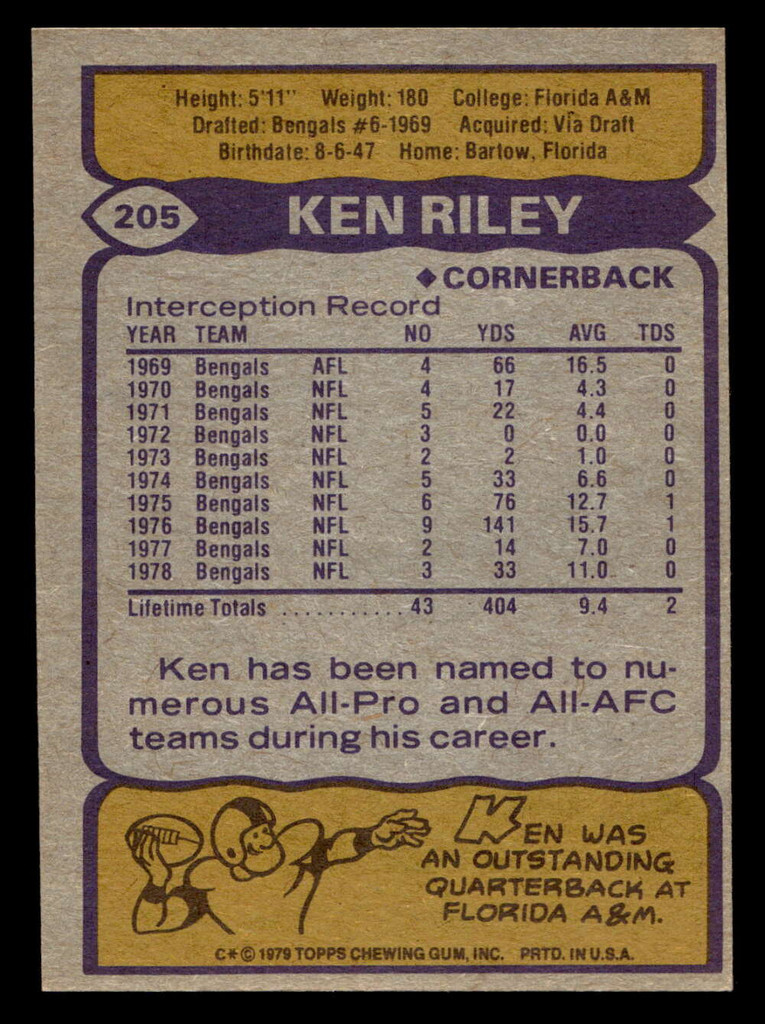 Height: 5'11" Weight: 180 College: Florida A&M
Drafted: Bengals #6-1969 Acquired: Via Draft
Birthdate: 8-6-47 Home: Bartow, Florida
205 KEN RILEY
◆ CORNERBACK
Interception Record
YEAR TEAM NO YDS AVG TDS
1969 Bengals AFL 4 66 16.5 0
1970 Bengals NFL 4 17 4.3 0
1971 Bengals NFL 5 22 4.4 0
1972 Bengals NFL 3 0 0.0 0
1973 Bengals NFL 2 2 1.0 0
1974 Bengals NFL 5 33 6.6 0
1975 Bengals NFL 6 76 12.7 1
1976 Bengals NFL 9 141 15.7 1
1977 Bengals NFL 2 14 7.0 0
1978 Bengals NFL 3 33 11.0 0
Lifetime Totals ........... 43 404 9.4 2
Ken has been named to nu-
merous All-Pro and All-AFC
teams during his career.
KEN WAS
AN OUTSTANDING
QUARTERBACK AT
FLORIDA A&M.
C*© 1979 TOPPS CHEWING GUM, INC. PRTD. IN U.S.A.